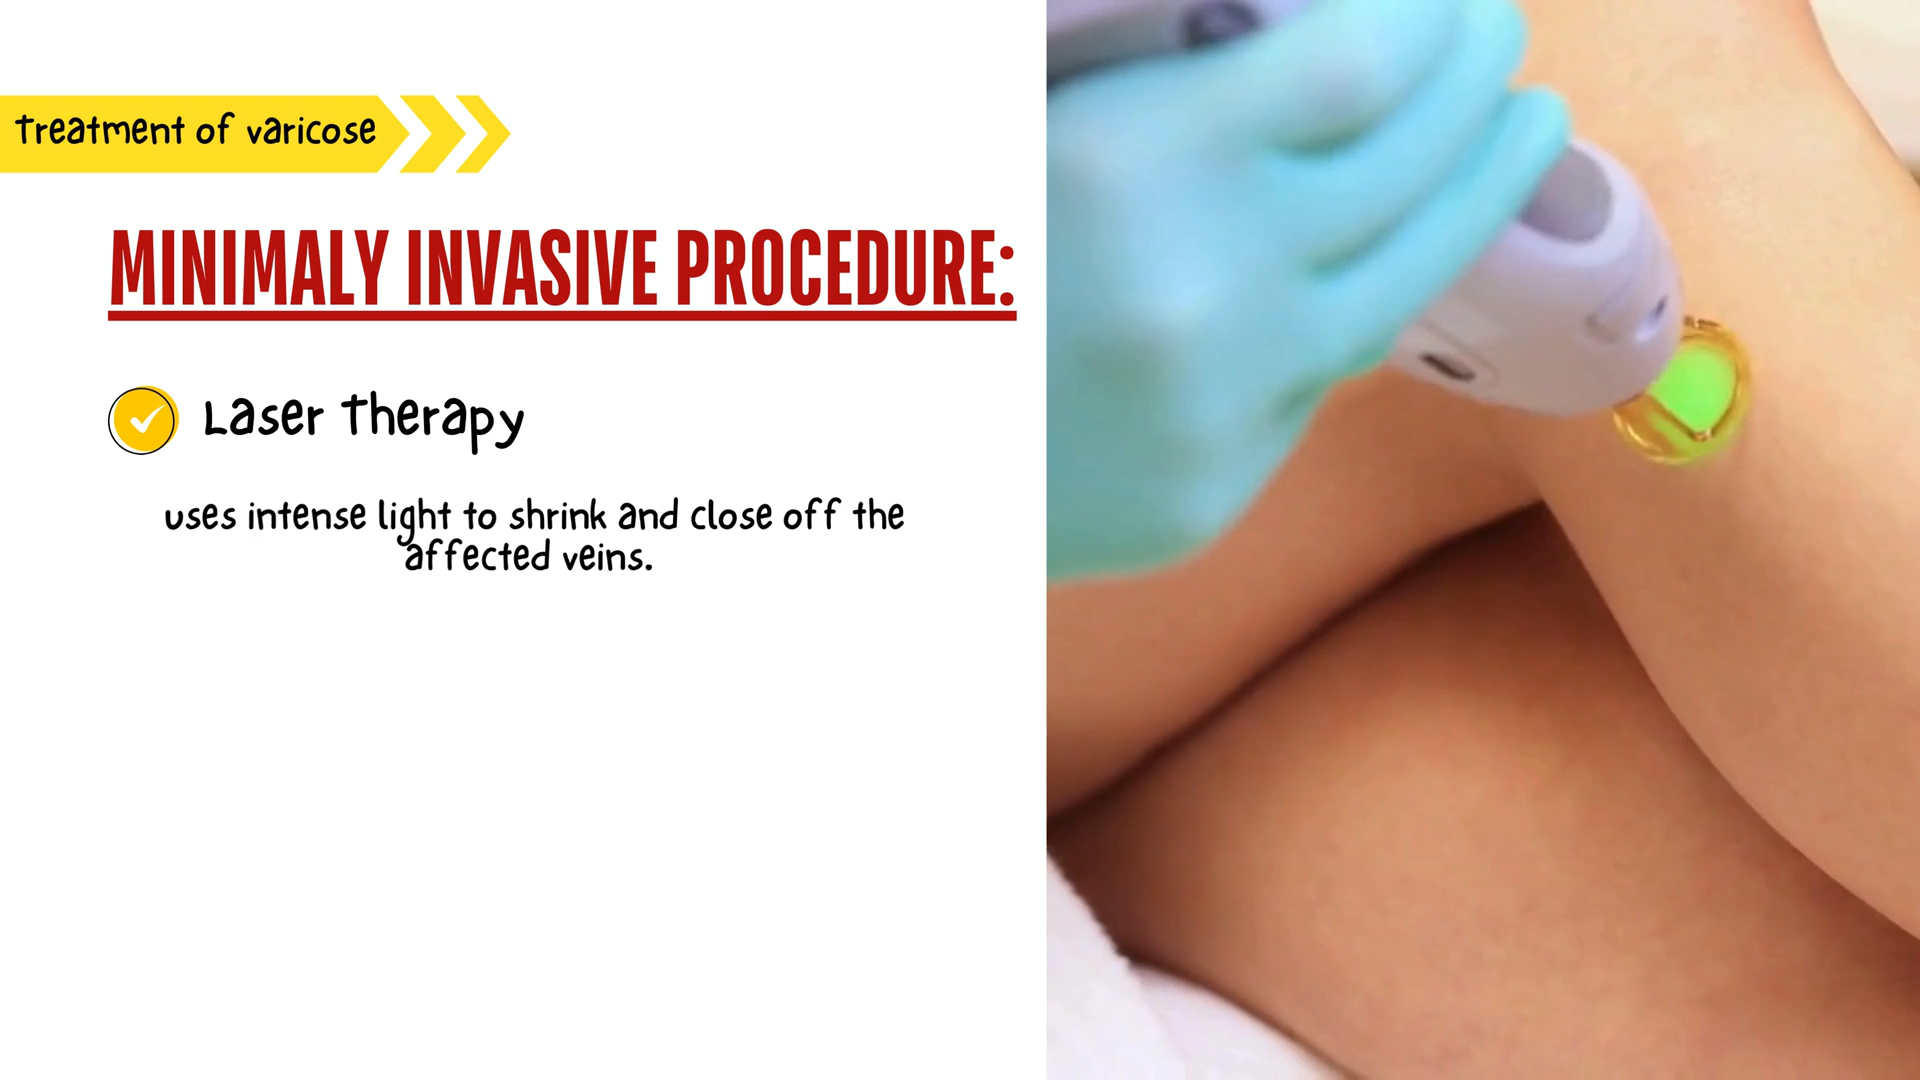 Treatment of varicose
MINIMALY INVASIVE PROCEDURE:
Laser Therapy
uses intense light to shrink and close off the
affected veins.